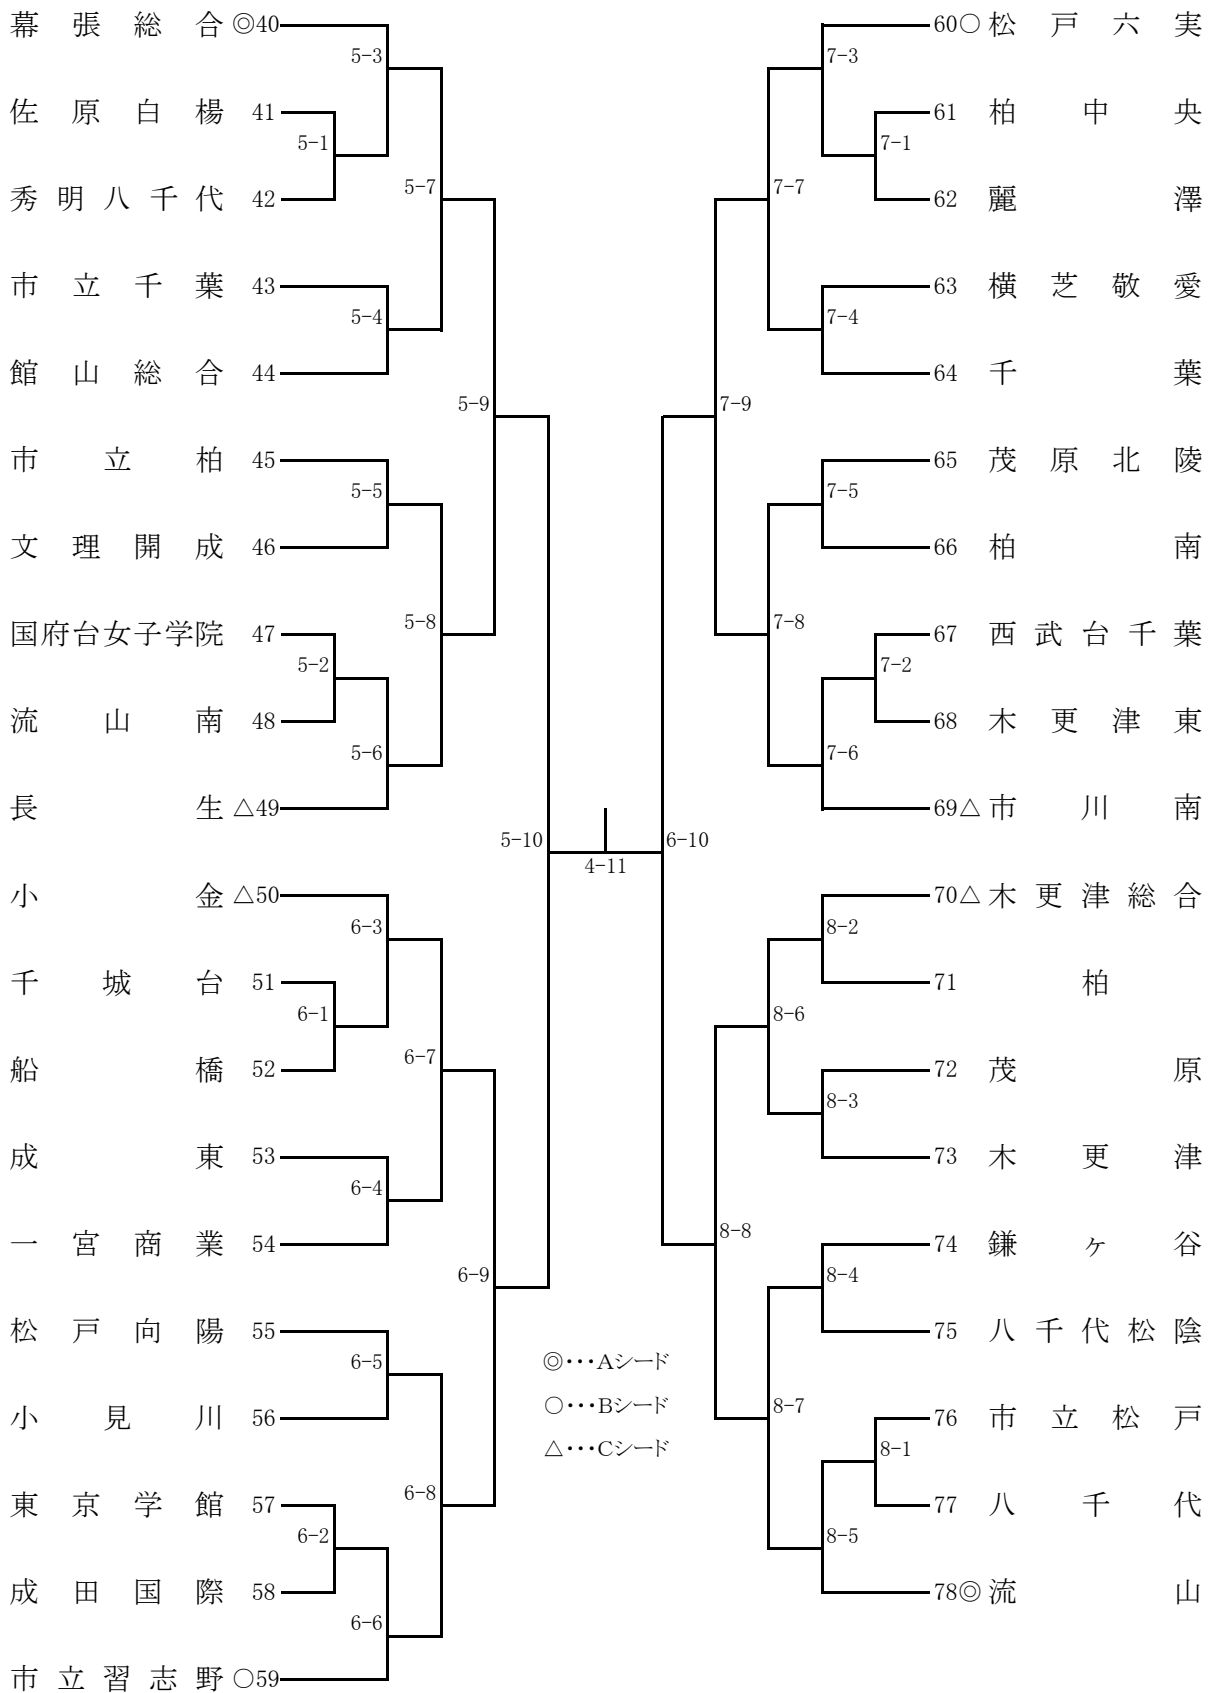 幕張総合 ◎40
5-3
佐原白楊 41
5-1
秀明八千代 42
5-7
市立千葉 43
5-4
館山総合 44
5-9
市立柏 45
5-5
文理開成 46
国府台女子学院 47
5-8
5-2
流山南 48
5-6
長生 △49
5-10
小金 △50
6-3
千城台 51
6-1
船橋 52
6-7
成東 53
6-4
一宮商業 54
6-9
松戸向陽 55
6-5
小見川 56
東京学館 57
6-8
6-2
成田国際 58
6-6
市立習志野 ○59
4-11
◎・・・Aシード
○・・・Bシード
△・・・Cシード
60○ 松戸六実
7-3
61 柏中央
7-1
62 麗澤
7-7
63 横芝敬愛
7-4
64 千葉
7-9
65 茂原北陵
7-5
66 柏南
67 西武台千葉
7-8
7-2
68 木更津東
7-6
69△ 市川南
6-10
70△ 木更津総合
8-2
71 柏
8-6
72 茂原
8-3
73 木更津
8-8
74 鎌ヶ谷
8-4
75 八千代松陰
8-7
76 市立松戸
8-1
77 八千代
8-5
78◎ 流山